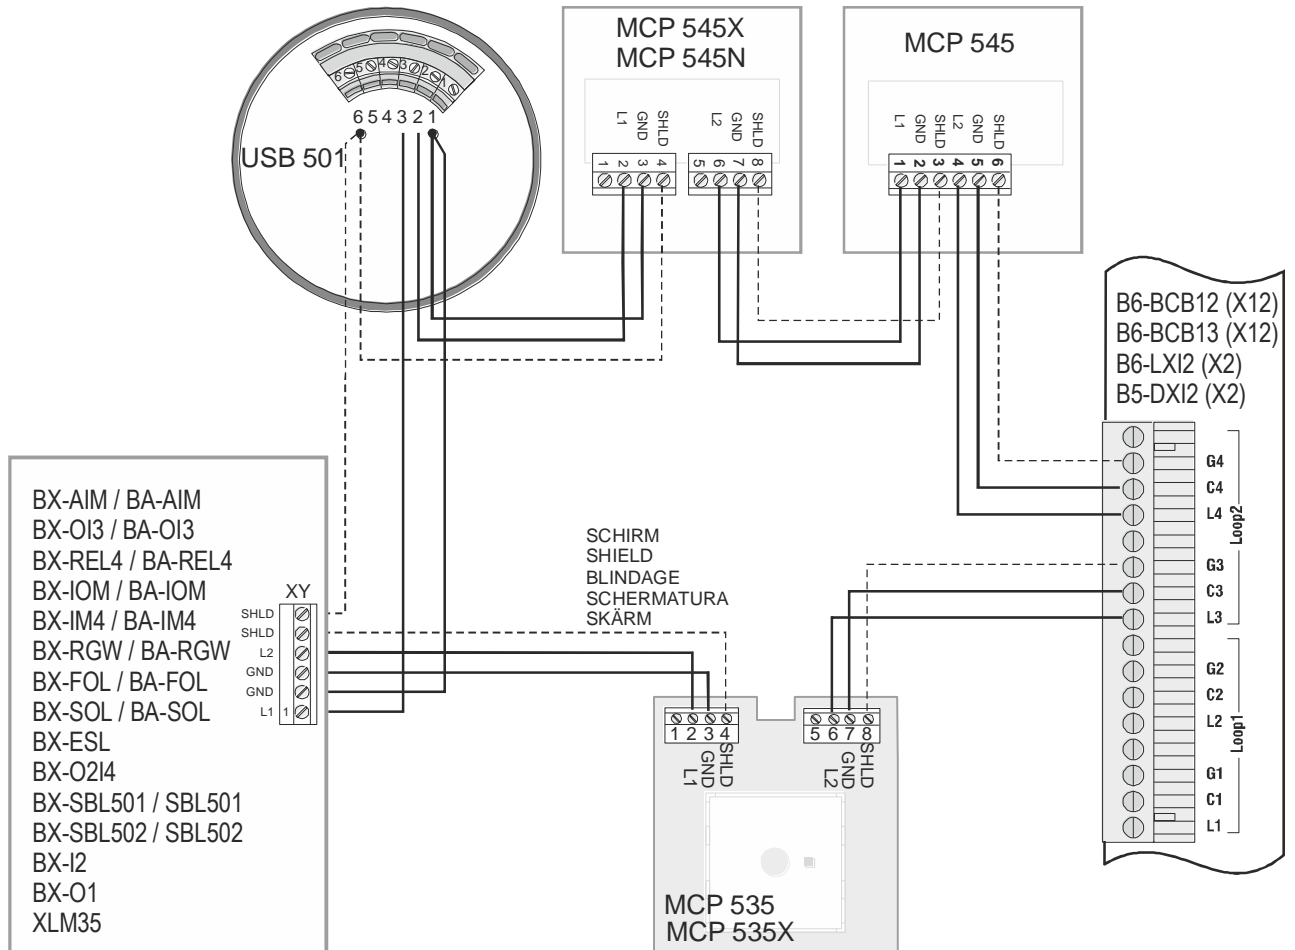 6 5 4 3 2 1
6 5 4 3 2 1
USB 501
MCP 545X
MCP 545N
L1 GND SHLD
1 2 3 4
L2 GND SHLD
5 6 7 8
MCP 545
L1 GND SHLD L2 GND SHLD
1 2 3 4 5 6
B6-BCB12 (X12)
B6-BCB13 (X12)
B6-LXI2 (X2)
B5-DXI2 (X2)
G4
C4
L4
Loop2
G3
C3
L3
G2
C2
L2
Loop1
G1
C1
L1
BX-AIM / BA-AIM
BX-OI3 / BA-OI3
BX-REL4 / BA-REL4
BX-IOM / BA-IOM
BX-IM4 / BA-IM4
BX-RGW / BA-RGW
BX-FOL / BA-FOL
BX-SOL / BA-SOL
BX-ESL
BX-O2I4
BX-SBL501 / SBL501
BX-SBL502 / SBL502
BX-I2
BX-O1
XLM35
XY
SHLD
SHLD
L2
GND
GND
L1 1
SCHIRM
SHIELD
BLINDAGE
SCHERMATURA
SKÄRM
1 2 3 4
L1 GND SHLD
5 6 7 8
L2 GND SHLD
MCP 535
MCP 535X